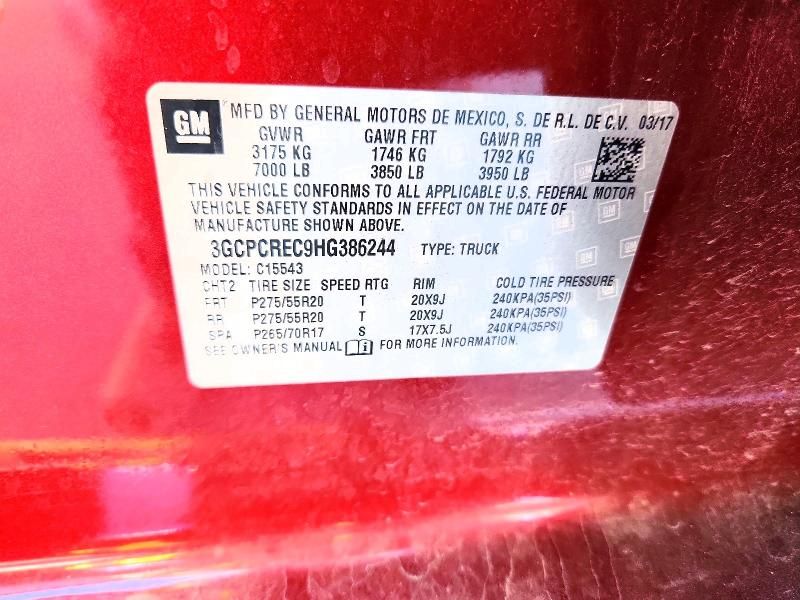 GM MFD BY GENERAL MOTORS DE MEXICO, S. DE R.L. DE C.V. 03/17
GVWR GAWR FRT GAWR RR
3175 KG 1746 KG 1792 KG
7000 LB 3850 LB 3950 LB
THIS VEHICLE CONFORMS TO ALL APPLICABLE U.S. FEDERAL MOTOR
VEHICLE SAFETY STANDARDS IN EFFECT ON THE DATE OF
MANUFACTURE SHOWN ABOVE.
3GCPCREC9HG386244 TYPE: TRUCK
MODEL: C15543
CHT2 TIRE SIZE SPEED RTG RIM COLD TIRE PRESSURE
FRT P275/55R20 T 20X9J 240KPA(35PSI)
RR P275/55R20 T 20X9J 240KPA(35PSI)
SPA P265/70R17 S 17X7.5J 240KPA(35PSI)
SEE OWNER'S MANUAL FOR MORE INFORMATION.